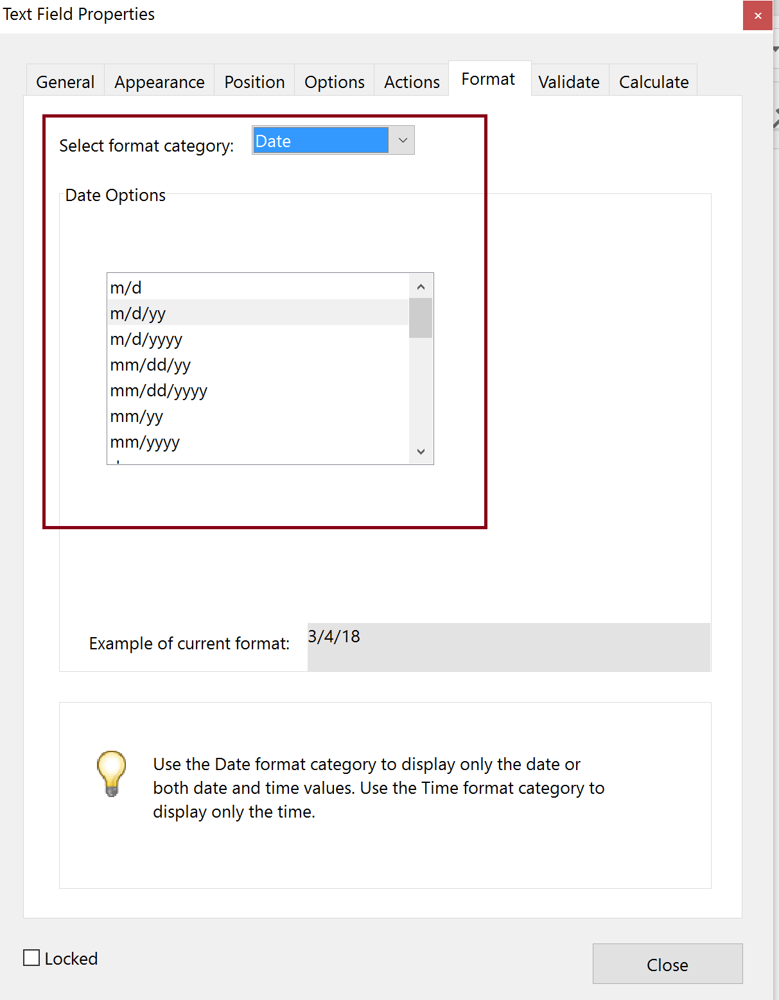 Text Field Properties
General Appearance Position Options Actions Format Validate Calculate
Select format category: Date
Date Options
m/d
m/d/yy
m/d/yyyy
mm/dd/yy
mm/dd/yyyy
mm/yy
mm/yyyy
Example of current format: 3/4/18
Use the Date format category to display only the date or
both date and time values. Use the Time format category to
display only the time.
Locked
Close